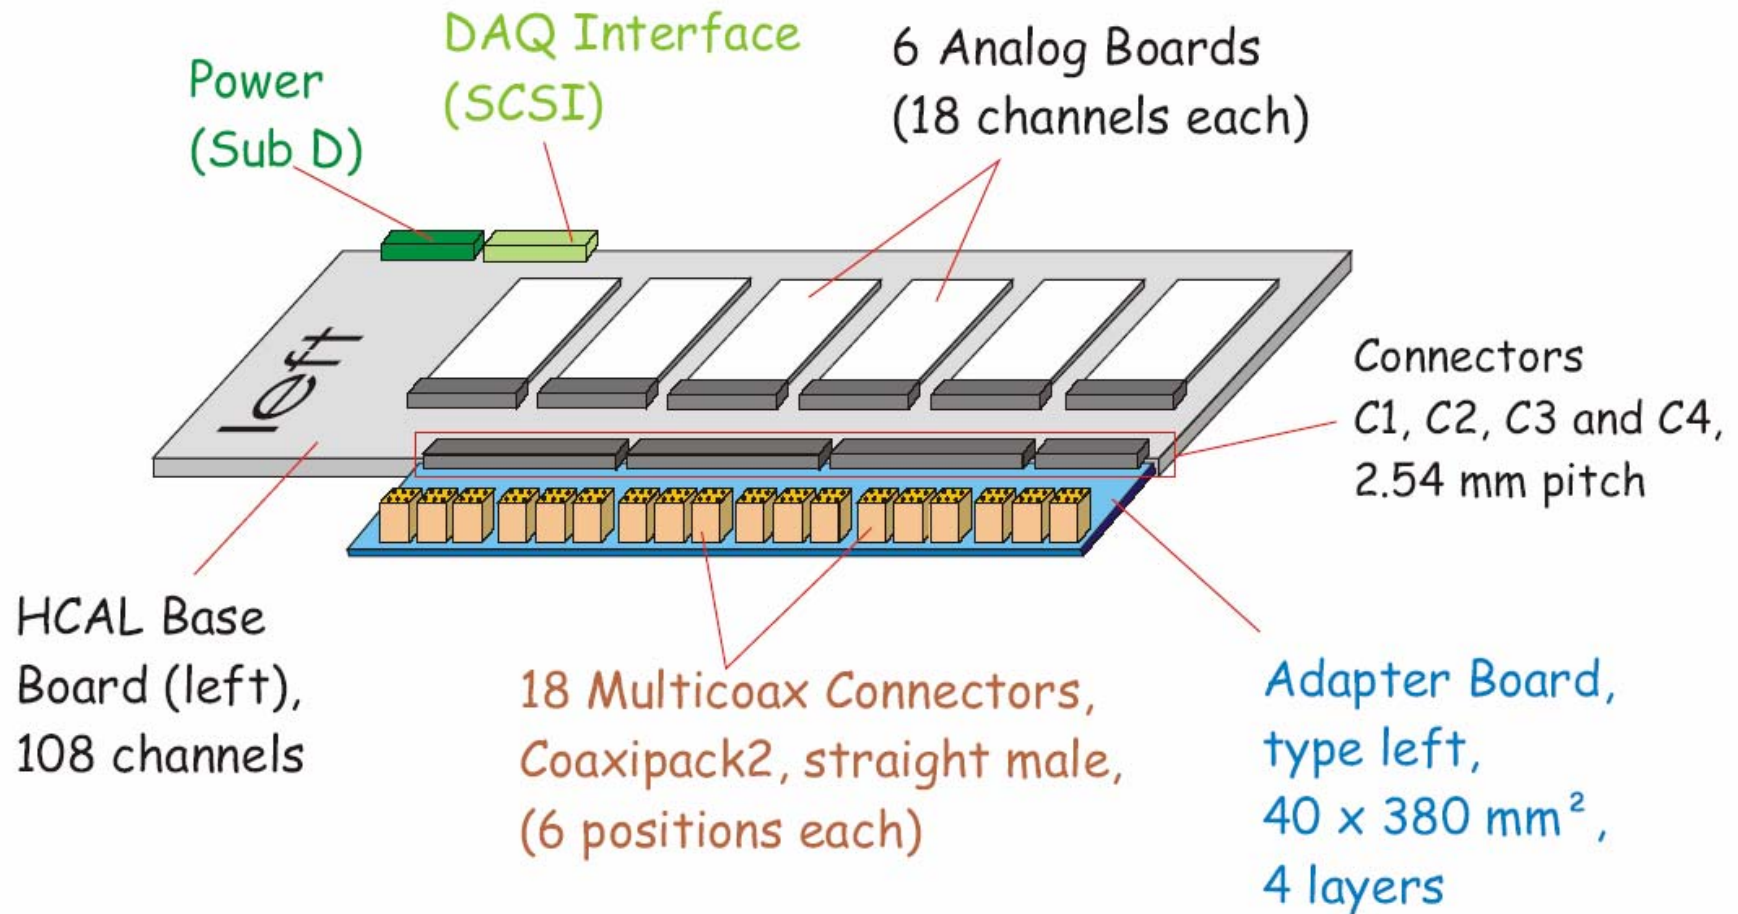 DAQ Interface
(SCSI)
Power
(Sub D)
6 Analog Boards
(18 channels each)
left
Connectors
C1, C2, C3 and C4,
2.54 mm pitch
HCAL Base
Board (left),
108 channels
18 Multicoax Connectors,
Coaxipack2, straight male,
(6 positions each)
Adapter Board,
type left,
40 x 380 mm²,
4 layers